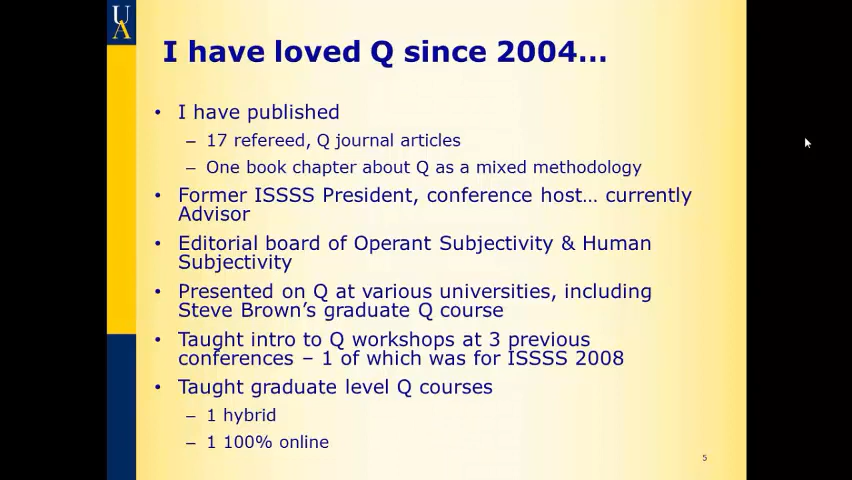 UA
I have loved Q since 2004...
• I have published
– 17 refereed, Q journal articles
– One book chapter about Q as a mixed methodology
• Former ISSSS President, conference host... currently
Advisor
• Editorial board of Operant Subjectivity & Human
Subjectivity
• Presented on Q at various universities, including
Steve Brown's graduate Q course
• Taught intro to Q workshops at 3 previous
conferences – 1 of which was for ISSSS 2008
• Taught graduate level Q courses
– 1 hybrid
– 1 100% online
5